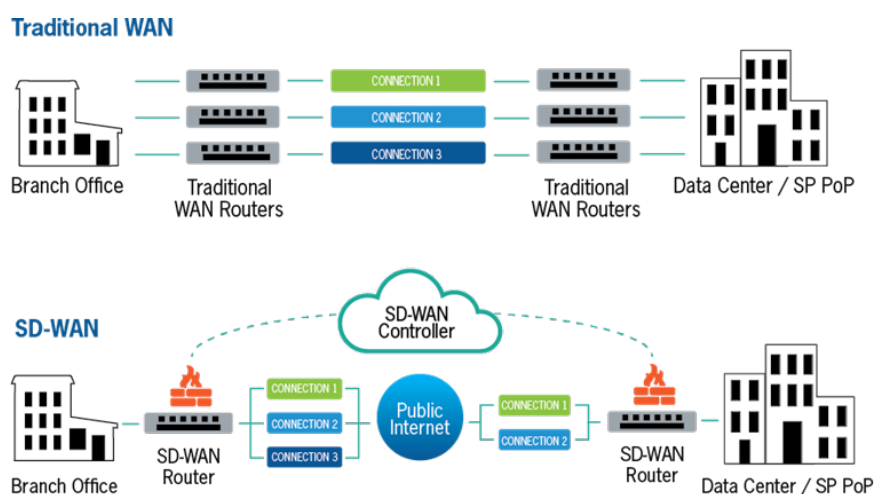 Traditional WAN
CONNECTION 1
CONNECTION 2
CONNECTION 3
Branch Office
Traditional
WAN Routers
Traditional
WAN Routers
Data Center / SP PoP
SD-WAN
SD-WAN
Controller
CONNECTION 1
CONNECTION 2
CONNECTION 3
Public
Internet
CONNECTION 1
CONNECTION 2
Branch Office
SD-WAN
Router
SD-WAN
Router
Data Center / SP PoP